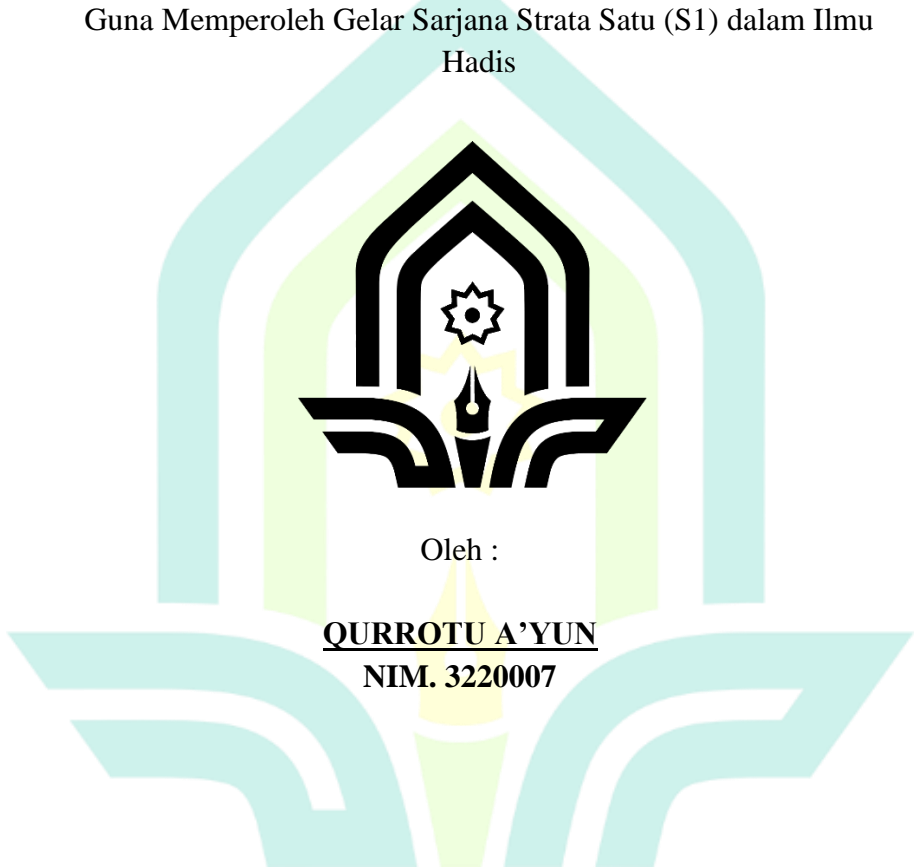 Guna Memperoleh Gelar Sarjana Strata Satu (S1) dalam Ilmu
Hadis
Oleh :
QURROTU A’YUN
NIM. 3220007